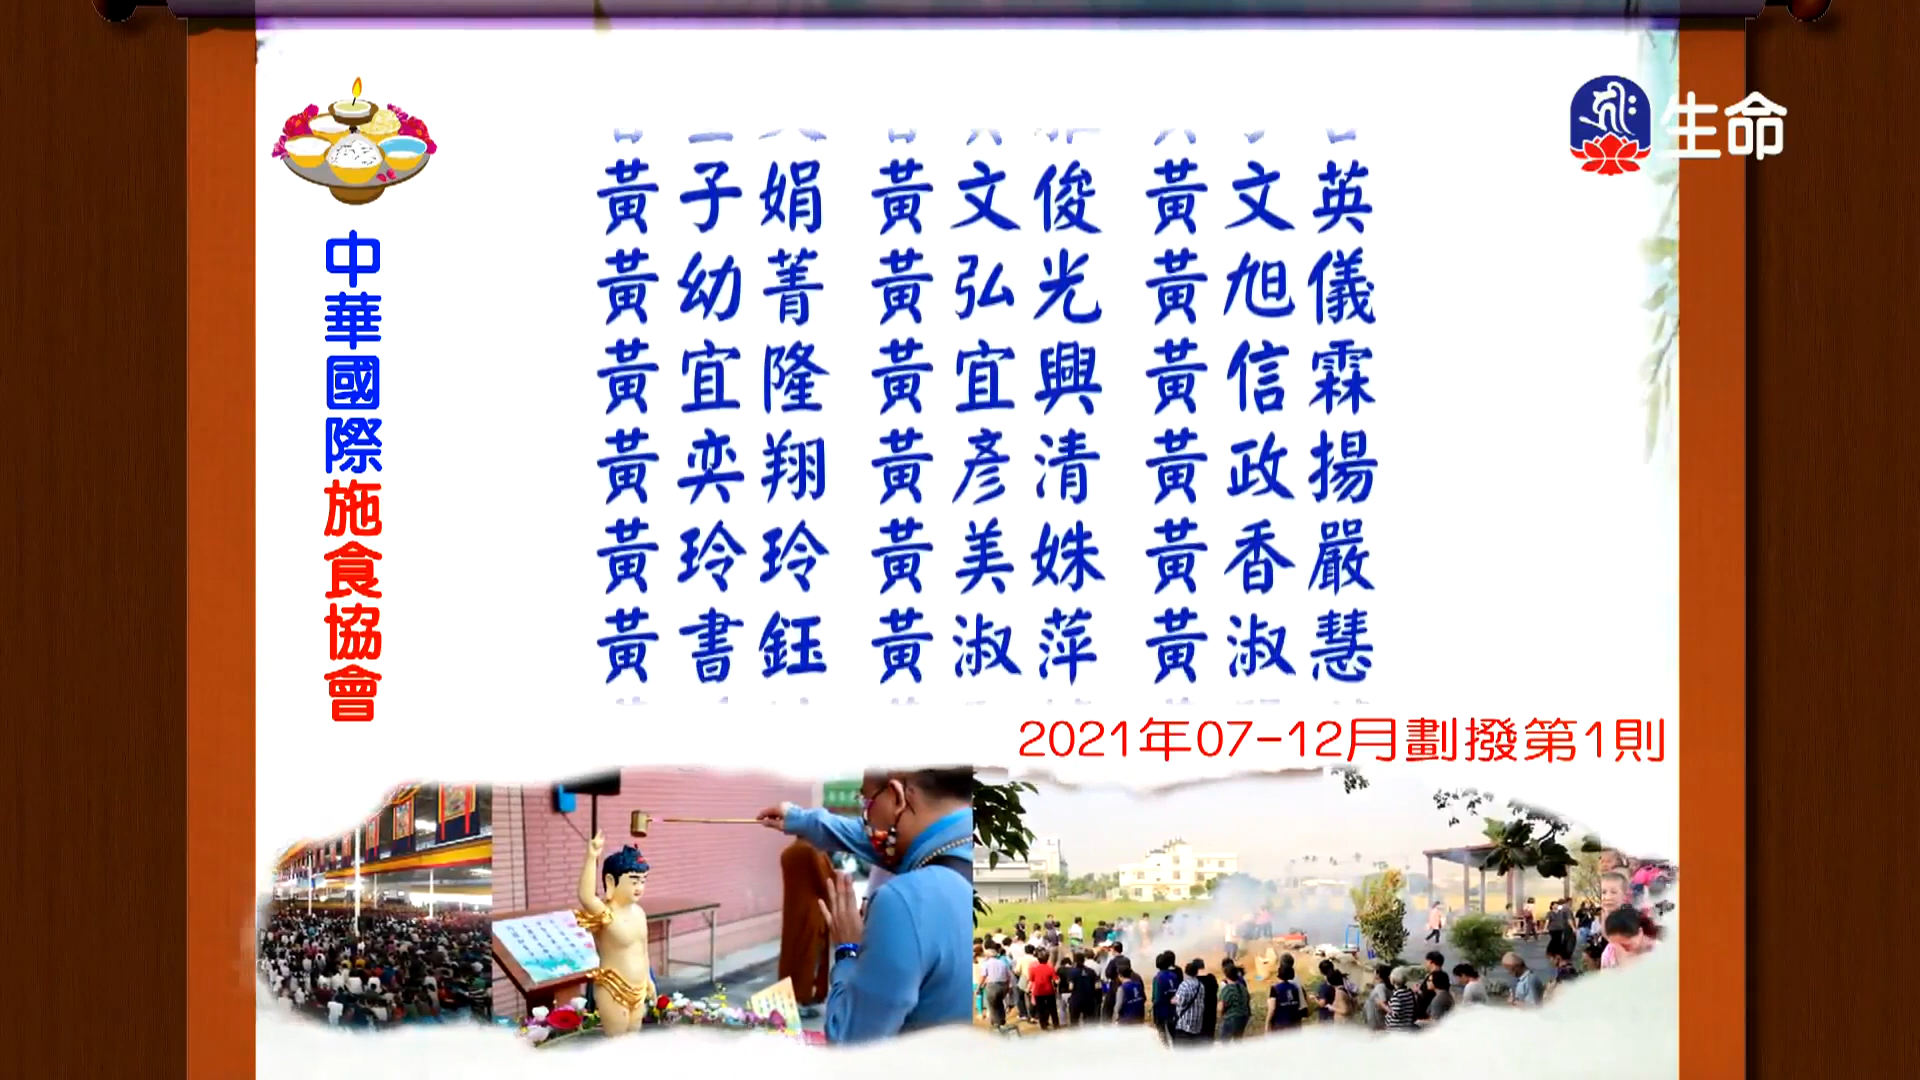 生命
中華國際施食協會
黃子娟 黃文俊 黃文英
黃幼菁 黃弘光 黃旭儀
黃宜隆 黃宜興 黃信霖
黃奕翔 黃彥清 黃政揚
黃玲玲 黃美姝 黃香嚴
黃書鈺 黃淑萍 黃淑慧
2021年07-12月劃撥第1則